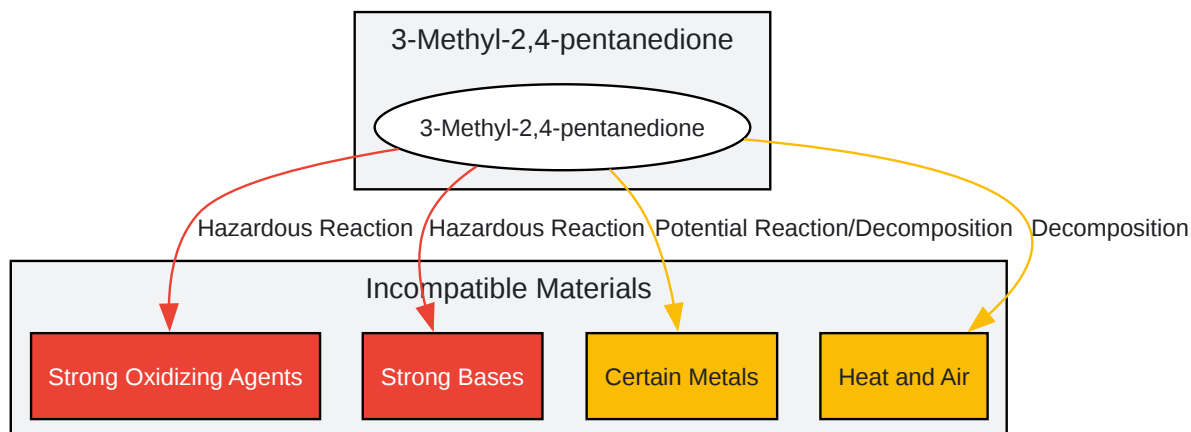 3-Methyl-2,4-pentanedione
3-Methyl-2,4-pentanedione
Hazardous Reaction
Hazardous Reaction
Potential Reaction/Decomposition
Decomposition
Incompatible Materials
Strong Oxidizing Agents
Strong Bases
Certain Metals
Heat and Air